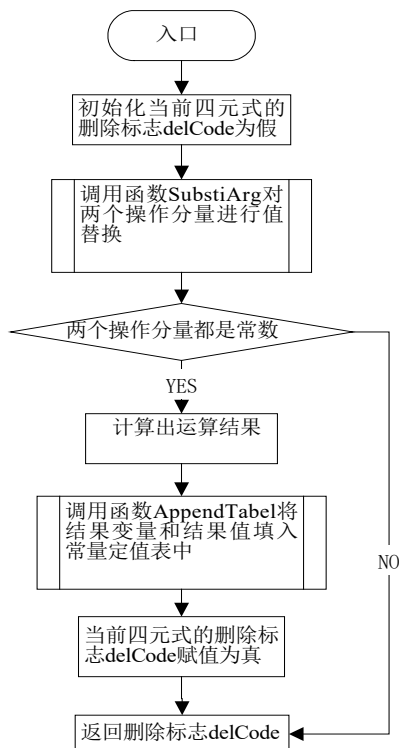 入口
初始化当前四元式的
删除标志delCode为假
调用函数SubstiArg对
两个操作分量进行值
替换
两个操作分量都是常数
YES
计算出运算结果
调用函数AppendTabel将
结果变量和结果值填入
常量定值表中
NO
当前四元式的删除标
志delCode赋值为真
返回删除标志delCode